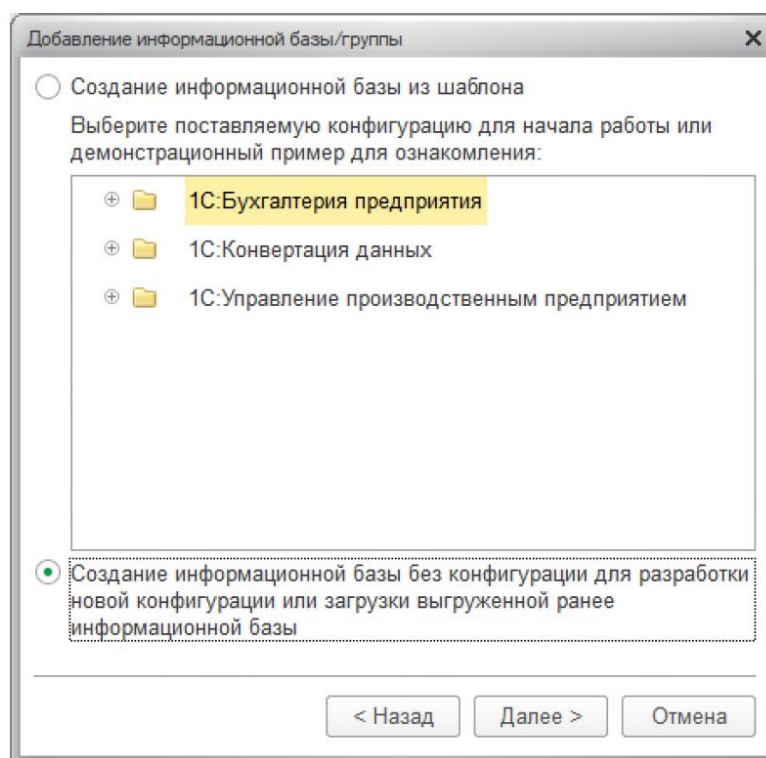 Добавление информационной базы/группы
Создание информационной базы из шаблона
Выберите поставляемую конфигурацию для начала работы или
демонстрационный пример для ознакомления:
1С:Бухгалтерия предприятия
1С:Конвертация данных
1С:Управление производственным предприятием
Создание информационной базы без конфигурации для разработки
новой конфигурации или загрузки выгруженной ранее
информационной базы
< Назад Далее > Отмена